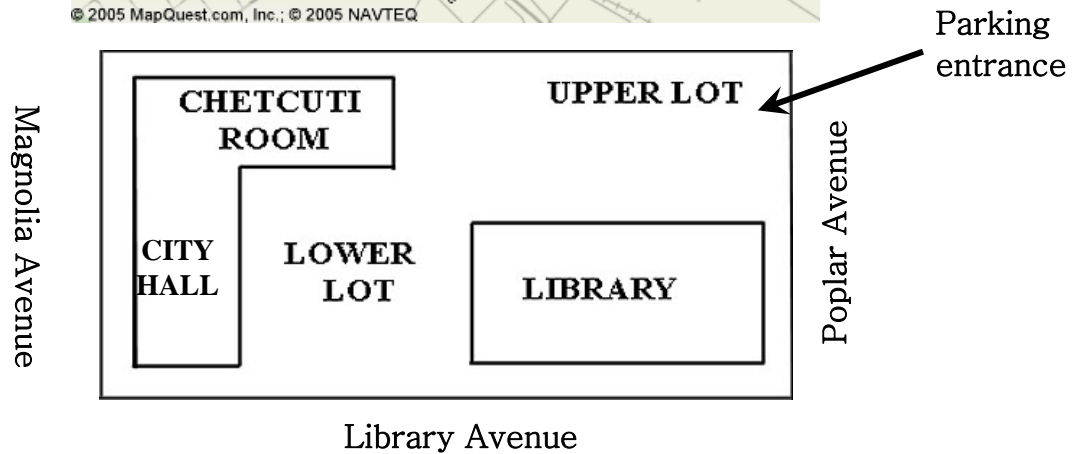 © 2005 MapQuest.com, Inc.; © 2005 NAVTEQ
Parking
entrance
CHETCUTI
ROOM
UPPER LOT
Magnolia Avenue
CITY
HALL
LOWER
LOT
LIBRARY
Poplar Avenue
Library Avenue